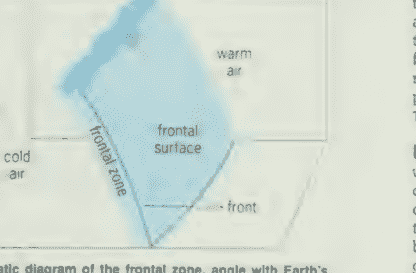 warm
air
frontal
surface
cold
air
frontal zone
front
atic diagram of the frontal zone, angle with Earth's